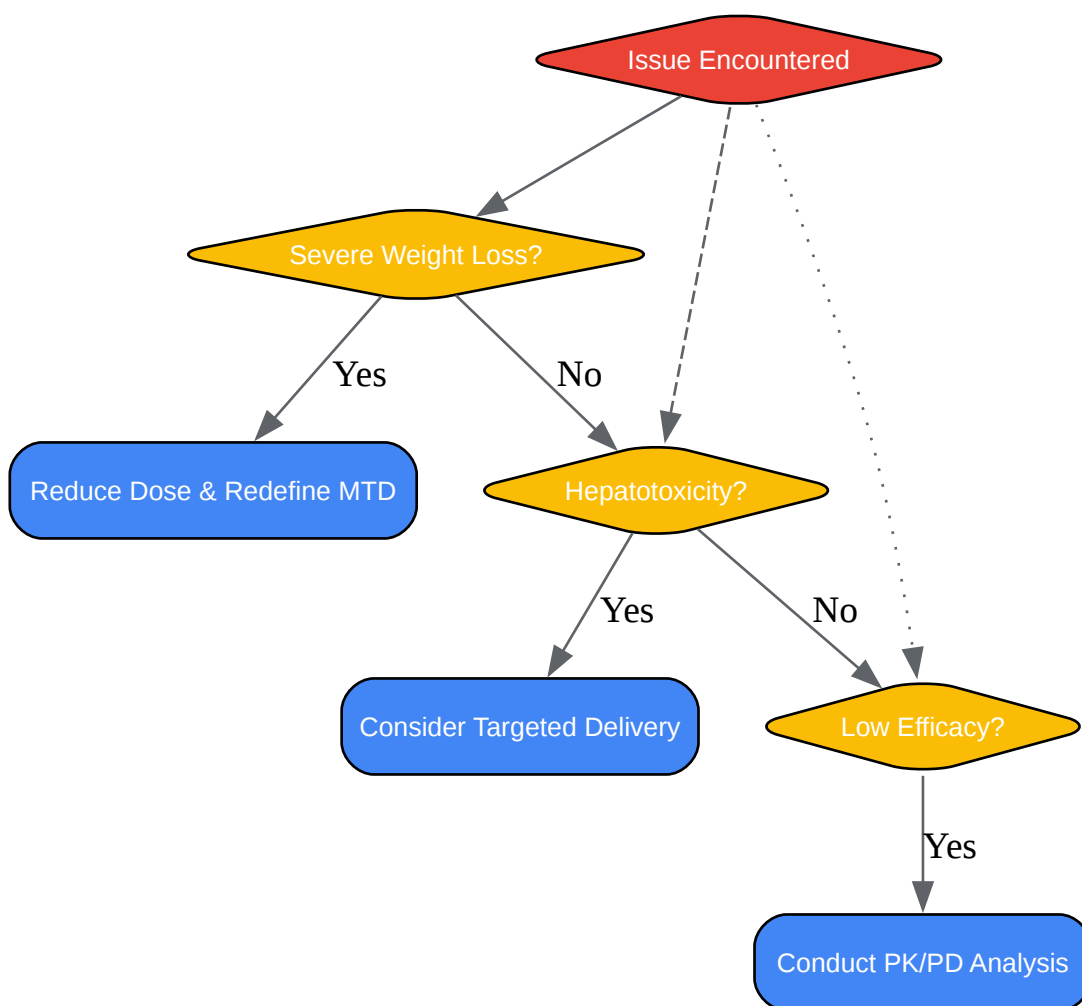 Issue Encountered
Severe Weight Loss?
Yes
No
Reduce Dose & Redefine MTD
Hepatotoxicity?
Yes
No
Consider Targeted Delivery
Low Efficacy?
Yes
Conduct PK/PD Analysis